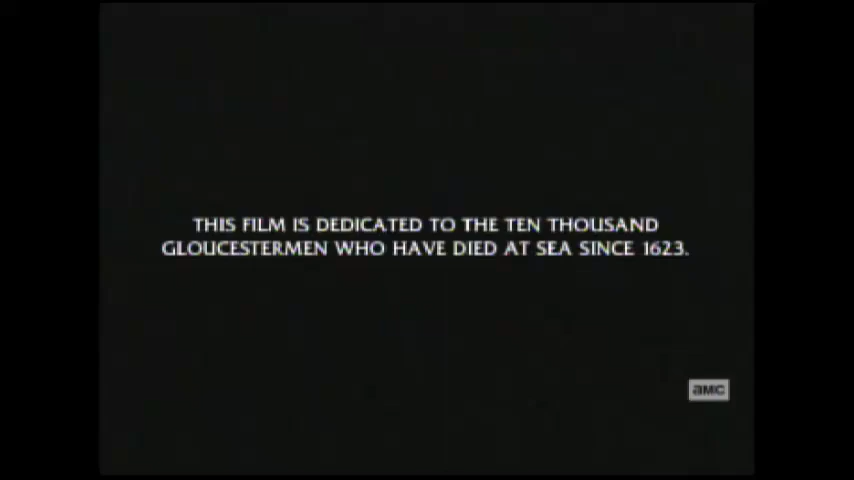 THIS FILM IS DEDICATED TO THE TEN THOUSAND
GLOUCESTERMEN WHO HAVE DIED AT SEA SINCE 1623.
amc